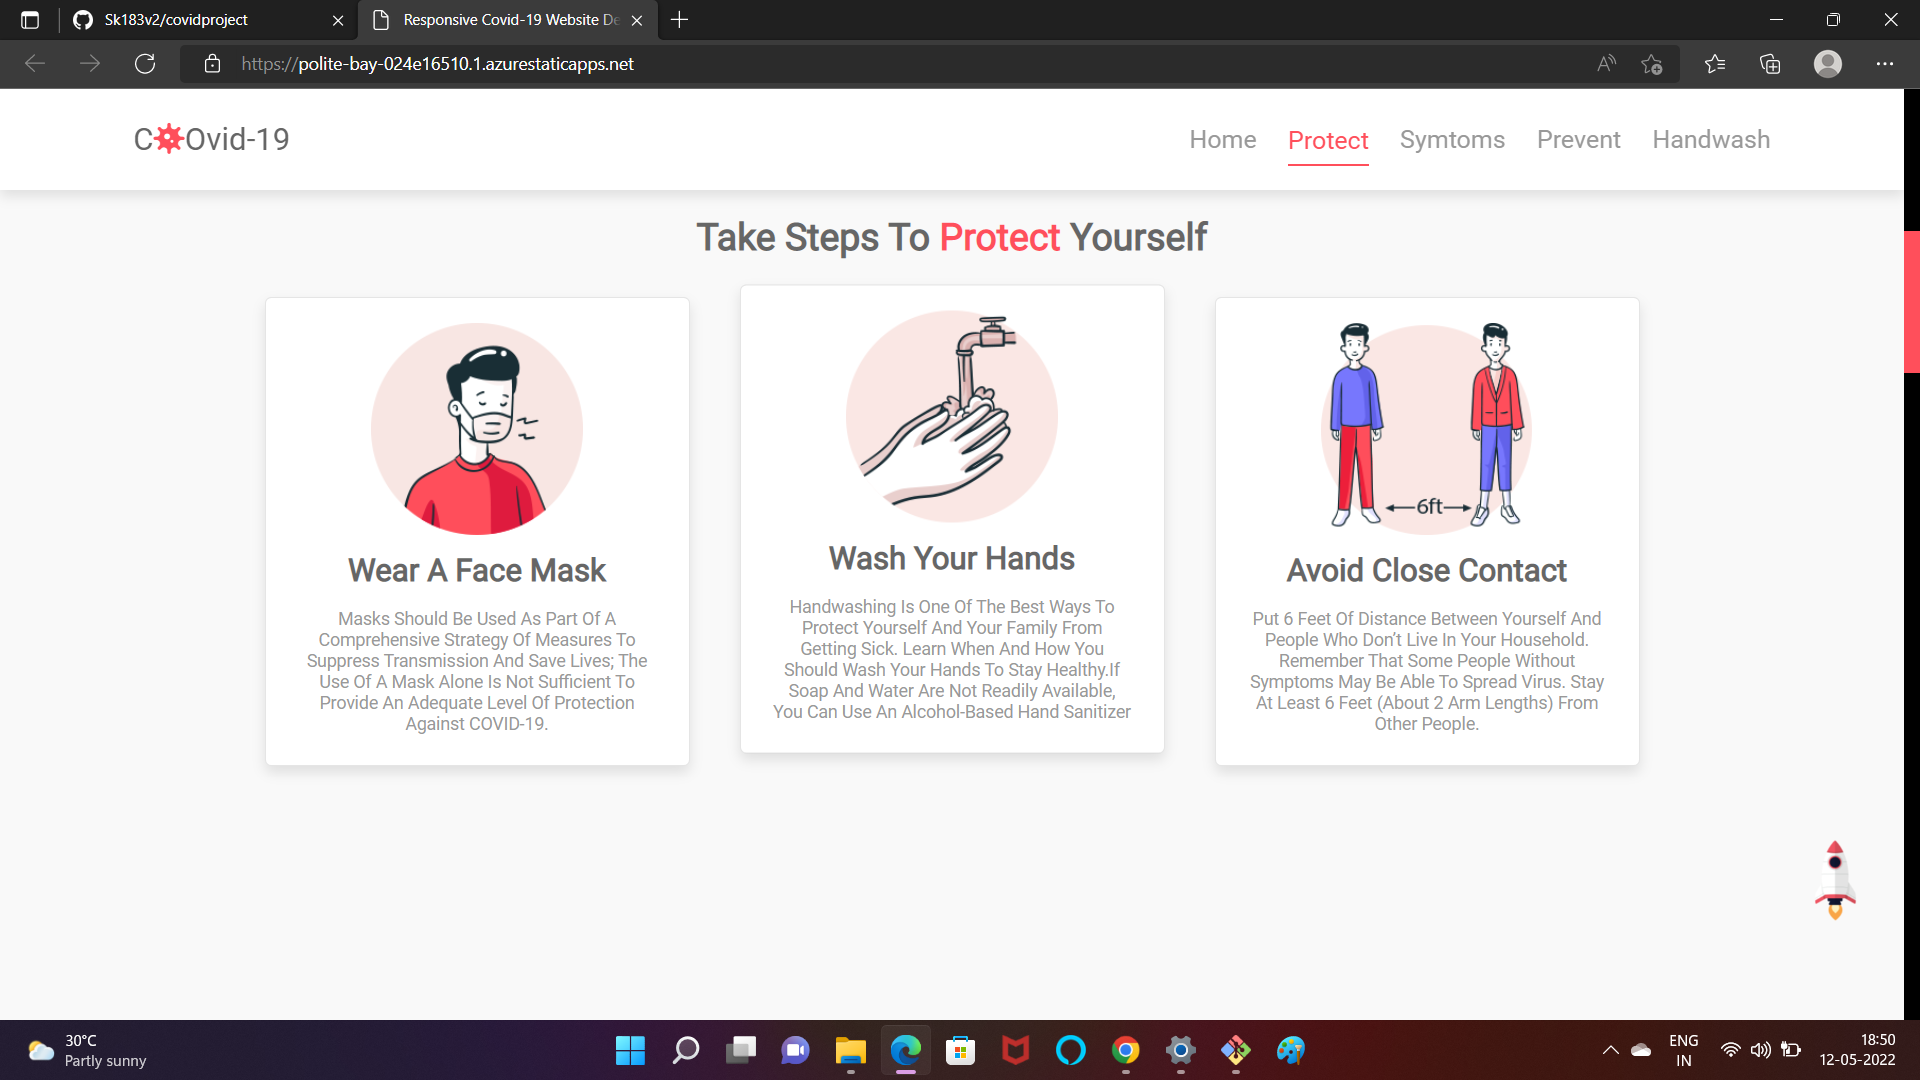 Sk183v2/covidproject
Responsive Covid-19 Website De
https://polite-bay-024e16510.1.azurestaticapps.net
C Ovid-19
Home Protect Symtoms Prevent Handwash
Take Steps To Protect Yourself
Wear A Face Mask
Masks Should Be Used As Part Of A
Comprehensive Strategy Of Measures To
Suppress Transmission And Save Lives; The
Use Of A Mask Alone Is Not Sufficient To
Provide An Adequate Level Of Protection
Against COVID-19.
Wash Your Hands
Handwashing Is One Of The Best Ways To
Protect Yourself And Your Family From
Getting Sick. Learn When And How You
Should Wash Your Hands To Stay Healthy.If
Soap And Water Are Not Readily Available,
You Can Use An Alcohol-Based Hand Sanitizer
6ft
Avoid Close Contact
Put 6 Feet Of Distance Between Yourself And
People Who Don’t Live In Your Household.
Remember That Some People Without
Symptoms May Be Able To Spread Virus. Stay
At Least 6 Feet (About 2 Arm Lengths) From
Other People.
30°C
Partly sunny
ENG
IN
18:50
12-05-2022